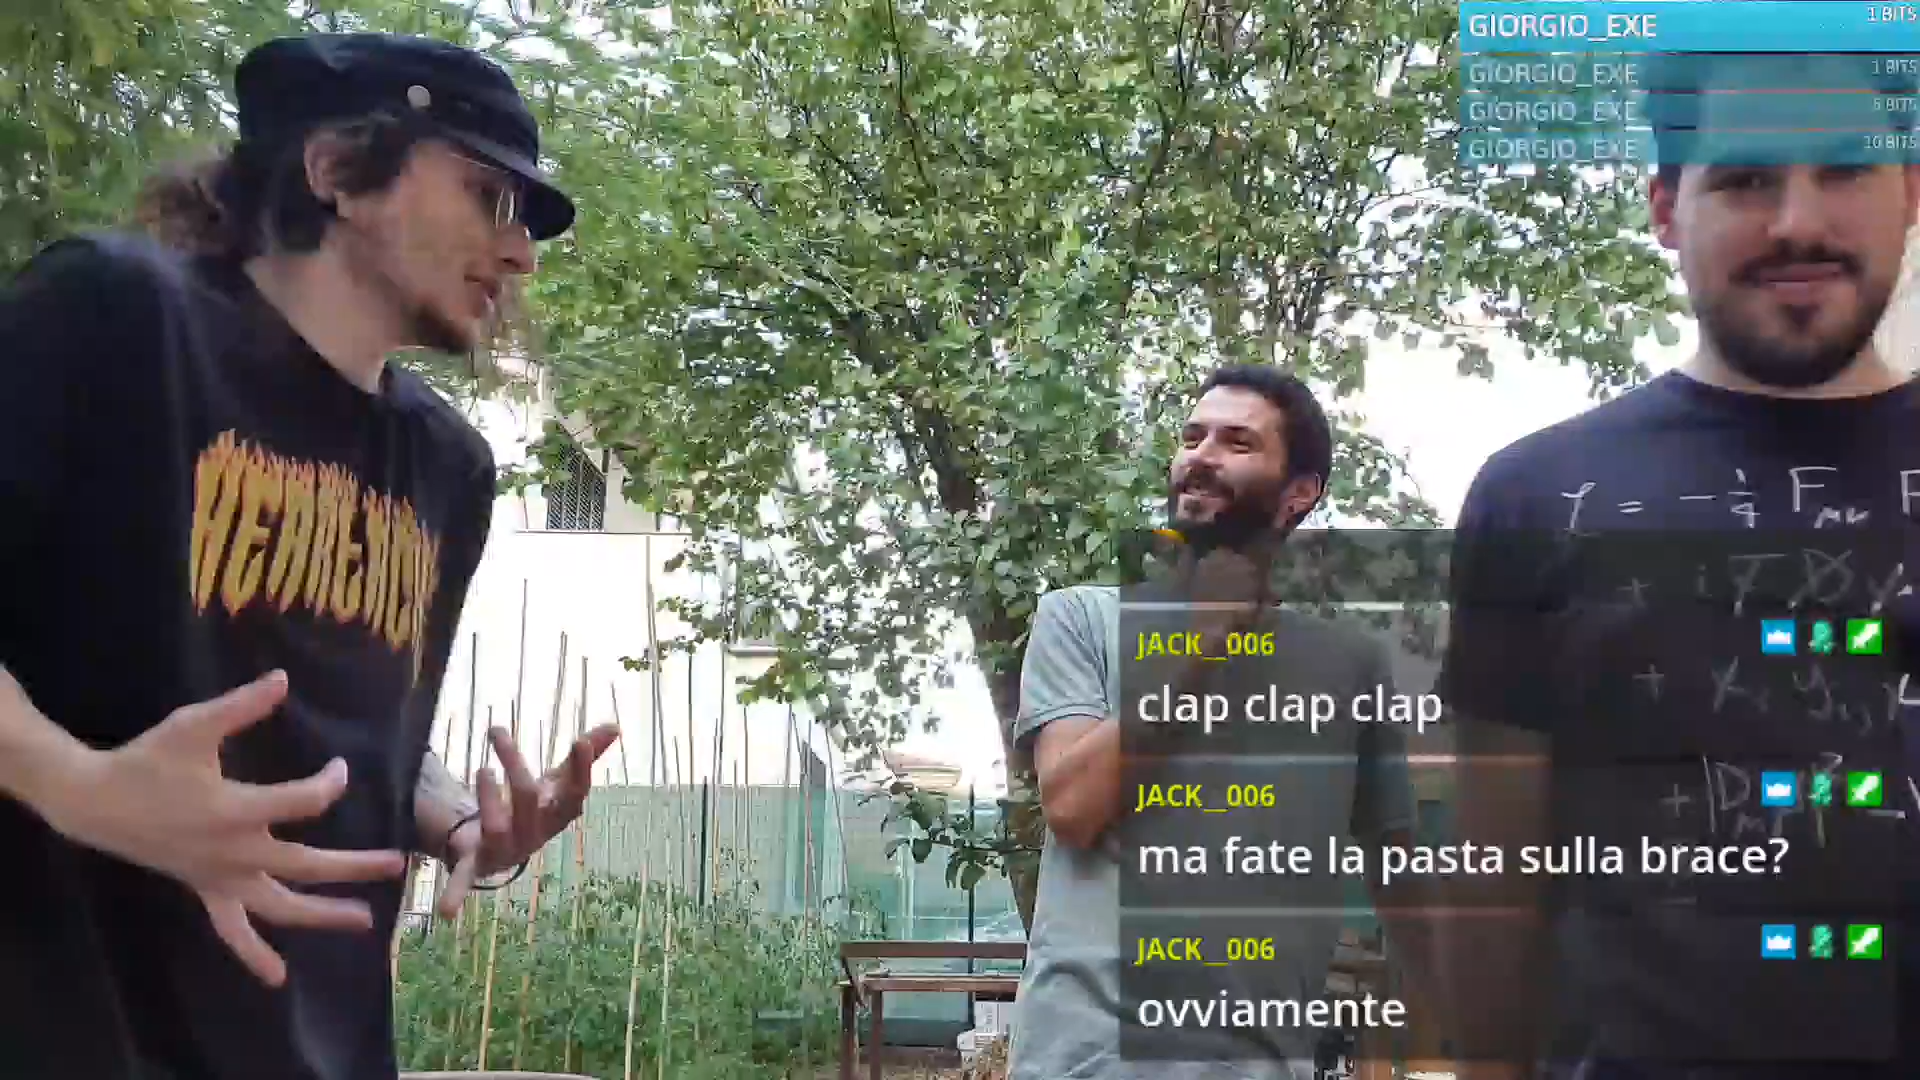 GIORGIO_EXE 1 BITS
GIORGIO_EXE 1 BITS
GIORGIO_EXE 5 BITS
GIORGIO_EXE 10 BITS
JACK_006
clap clap clap
JACK_006
ma fate la pasta sulla brace?
JACK_006
ovviamente